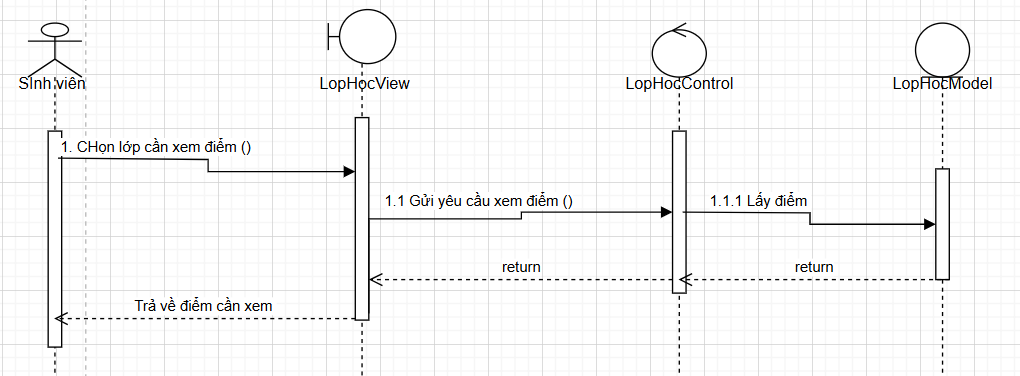 Sinh viên
LopHocView
LopHocControl
LopHocModel
1. CHọn lớp cần xem điểm ()
1.1 Gửi yêu cầu xem điểm ()
1.1.1 Lấy điểm
return
return
Trả về điểm cần xem